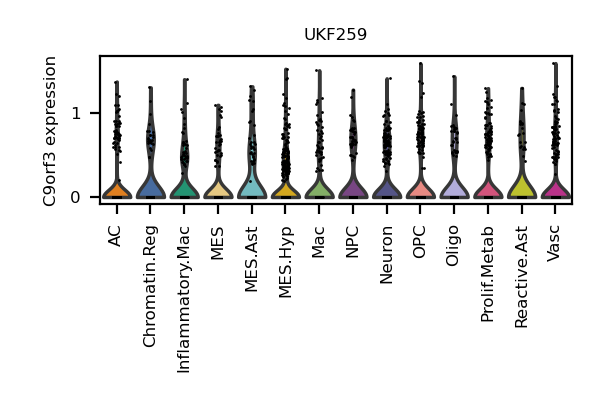 UKF259
C9orf3 expression
1
0
AC
Chromatin.Reg
Inflammatory.Mac
MES
MES.Ast
MES.Hyp
Mac
NPC
Neuron
OPC
Oligo
Prolif.Metab
Reactive.Ast
Vasc